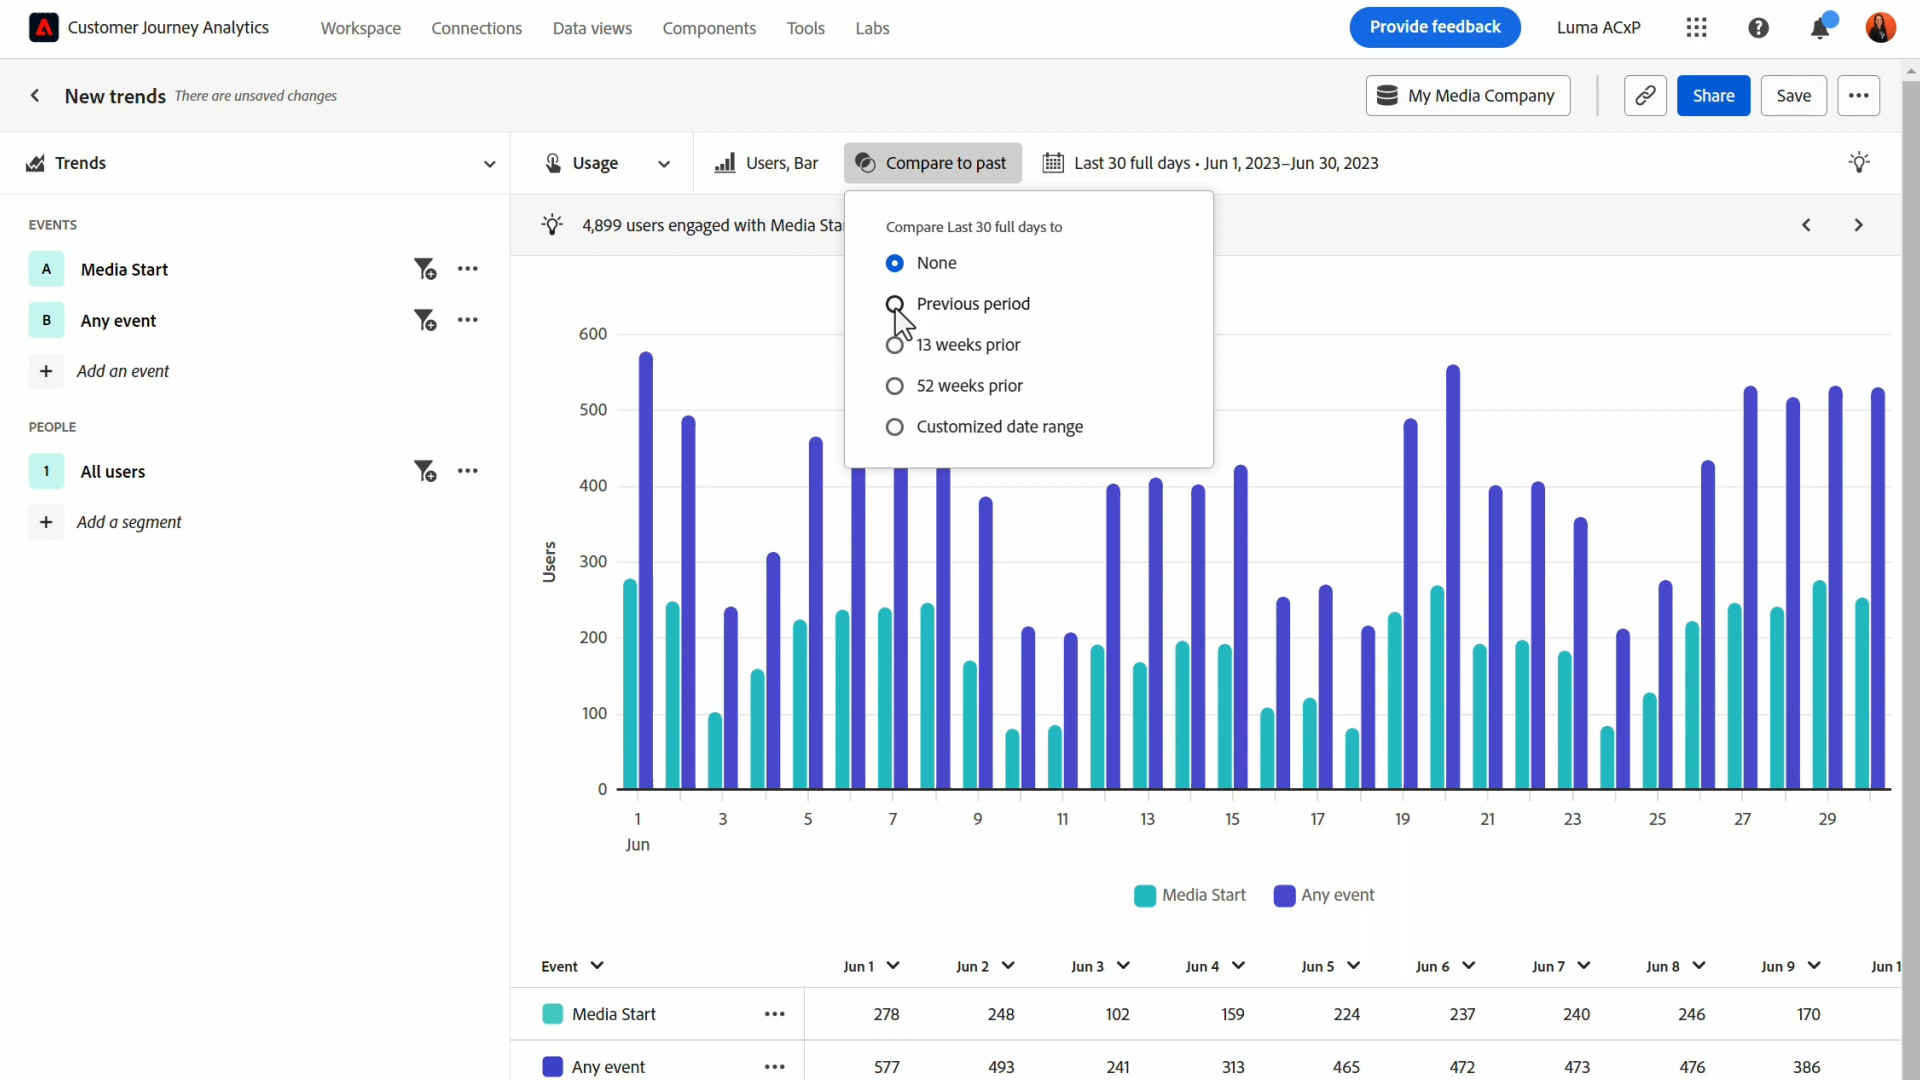 Customer Journey Analytics Workspace Connections Data views Components Tools Labs Provide feedback Luma ACxP
New trends There are unsaved changes My Media Company Share Save
Trends Usage Users, Bar Compare to past Last 30 full days • Jun 1, 2023–Jun 30, 2023
EVENTS
A Media Start
B Any event
+ Add an event
PEOPLE
1 All users
+ Add a segment
4,899 users engaged with Media
Compare Last 30 full days to
None
Previous period
13 weeks prior
52 weeks prior
Customized date range
Users
600
500
400
300
200
100
0
1 3 5 7 9 11 13 15 17 19 21 23 25 27 29
Jun
Media Start Any event
Event Jun 1 Jun 2 Jun 3 Jun 4 Jun 5 Jun 6 Jun 7 Jun 8 Jun 9 Jun 1
Media Start 278 248 102 159 224 237 240 246 170
Any event 577 493 241 313 465 472 473 476 386